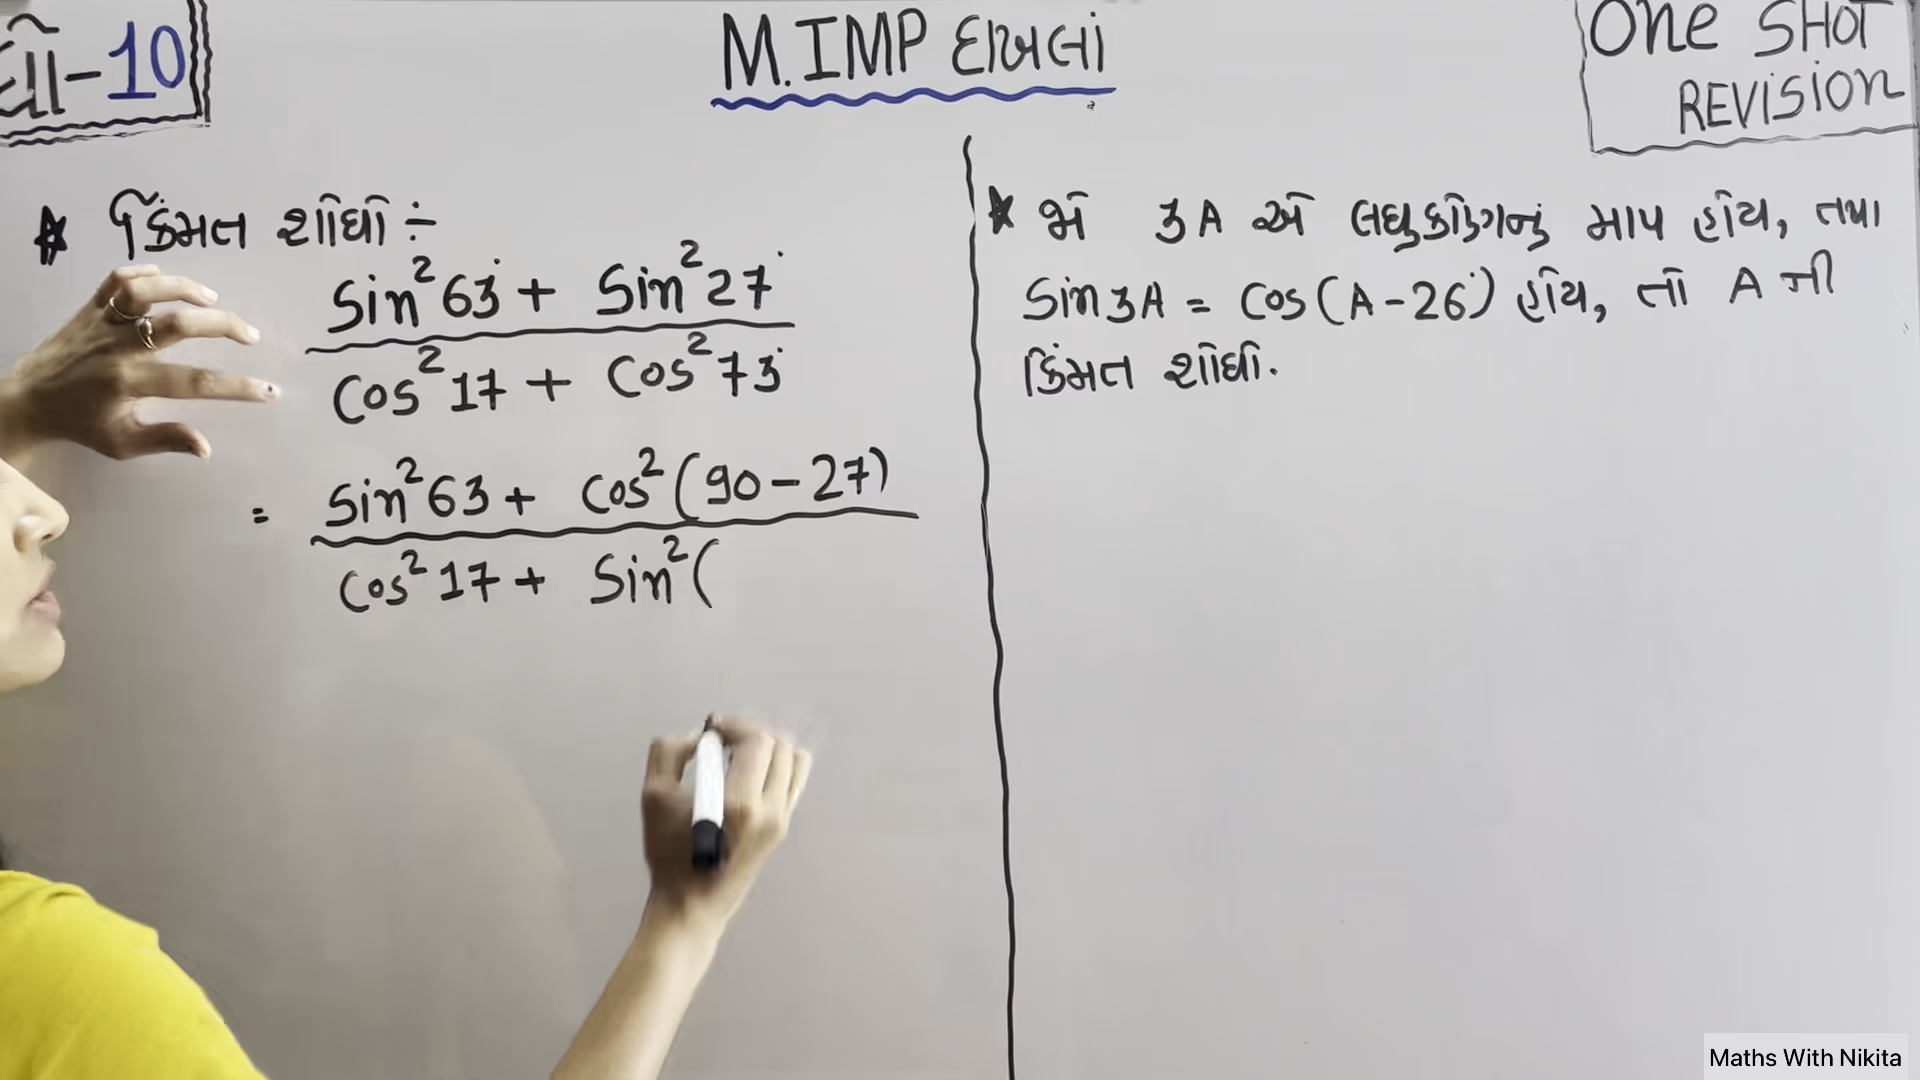 ધો-10
M.IMP દાખલાં
One SHOT
REVISION
★ કિંમત શોધો ÷
Sin²63° + Sin²27°
Cos²17 + Cos²73°
= Sin²63 + Cos²(90-27)
Cos²17 + Sin²(
★ જો 3A એ લઘુકોણનું માપ હોય, તથા
Sin3A = Cos(A-26°) હોય, તો A ની
કિંમત શોધો.
Maths With Nikita